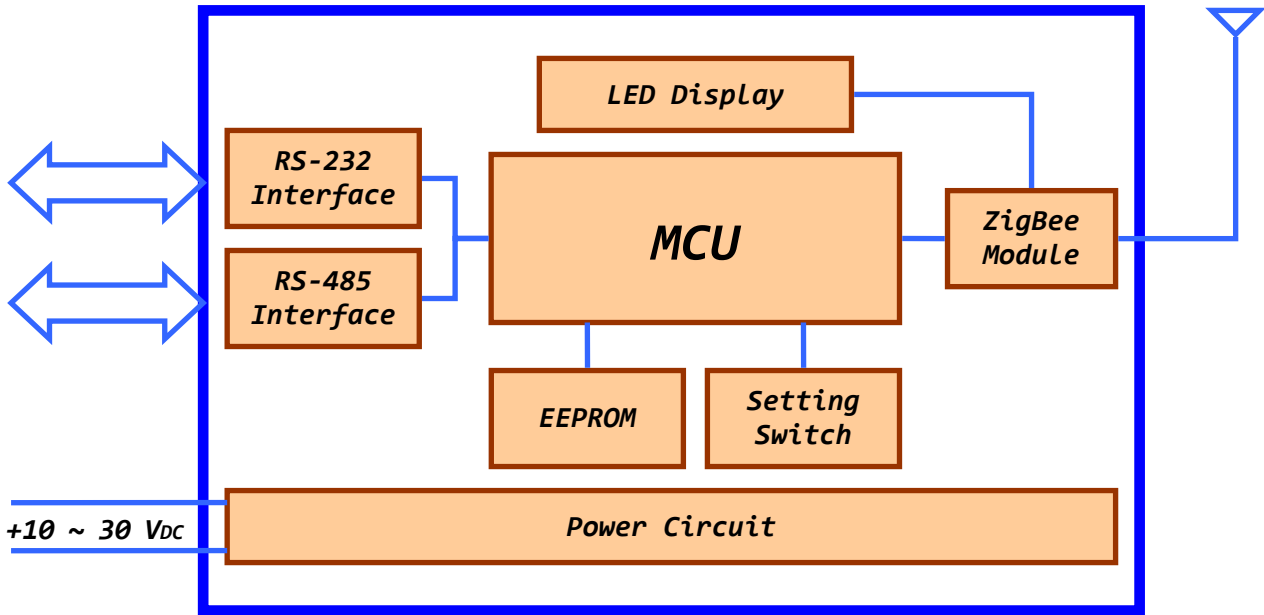 LED Display
RS-232
Interface
MCU
ZigBee
Module
RS-485
Interface
EEPROM
Setting
Switch
+10 ~ 30 VDC
Power Circuit